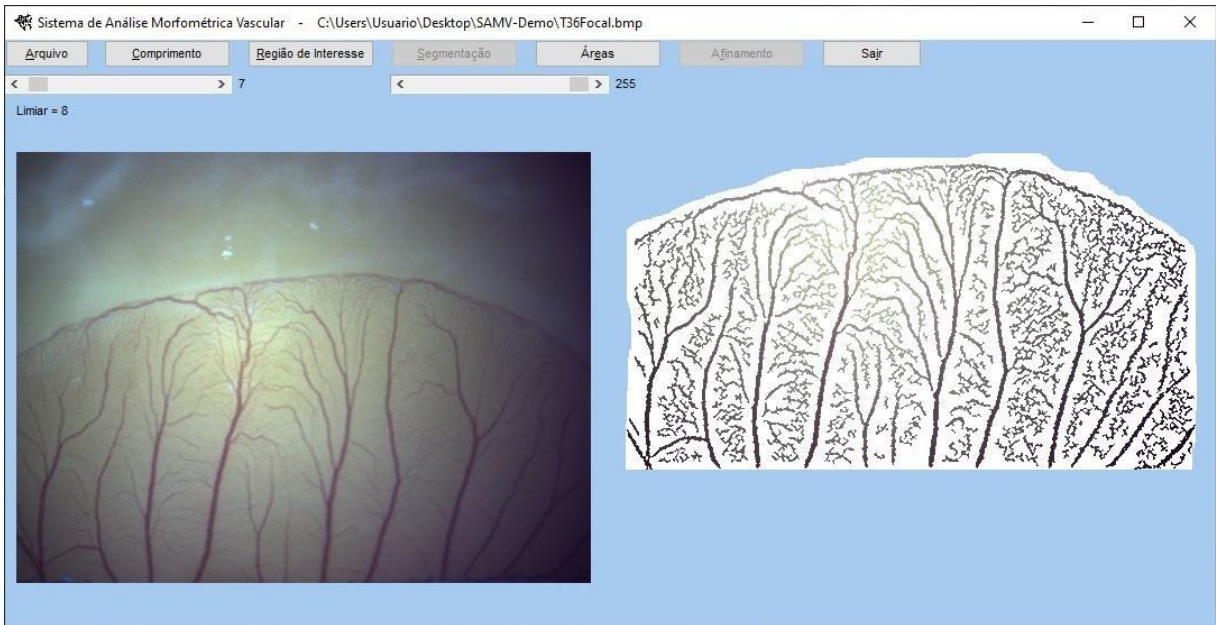 Sistema de Análise Morfométrica Vascular - C:\Users\Usuario\Desktop\SAMV-Demo\T36Focal.bmp
Arquivo Comprimento Região de Interesse Segmentação Áreas Afinamento Sair
7 255
Limiar = 8